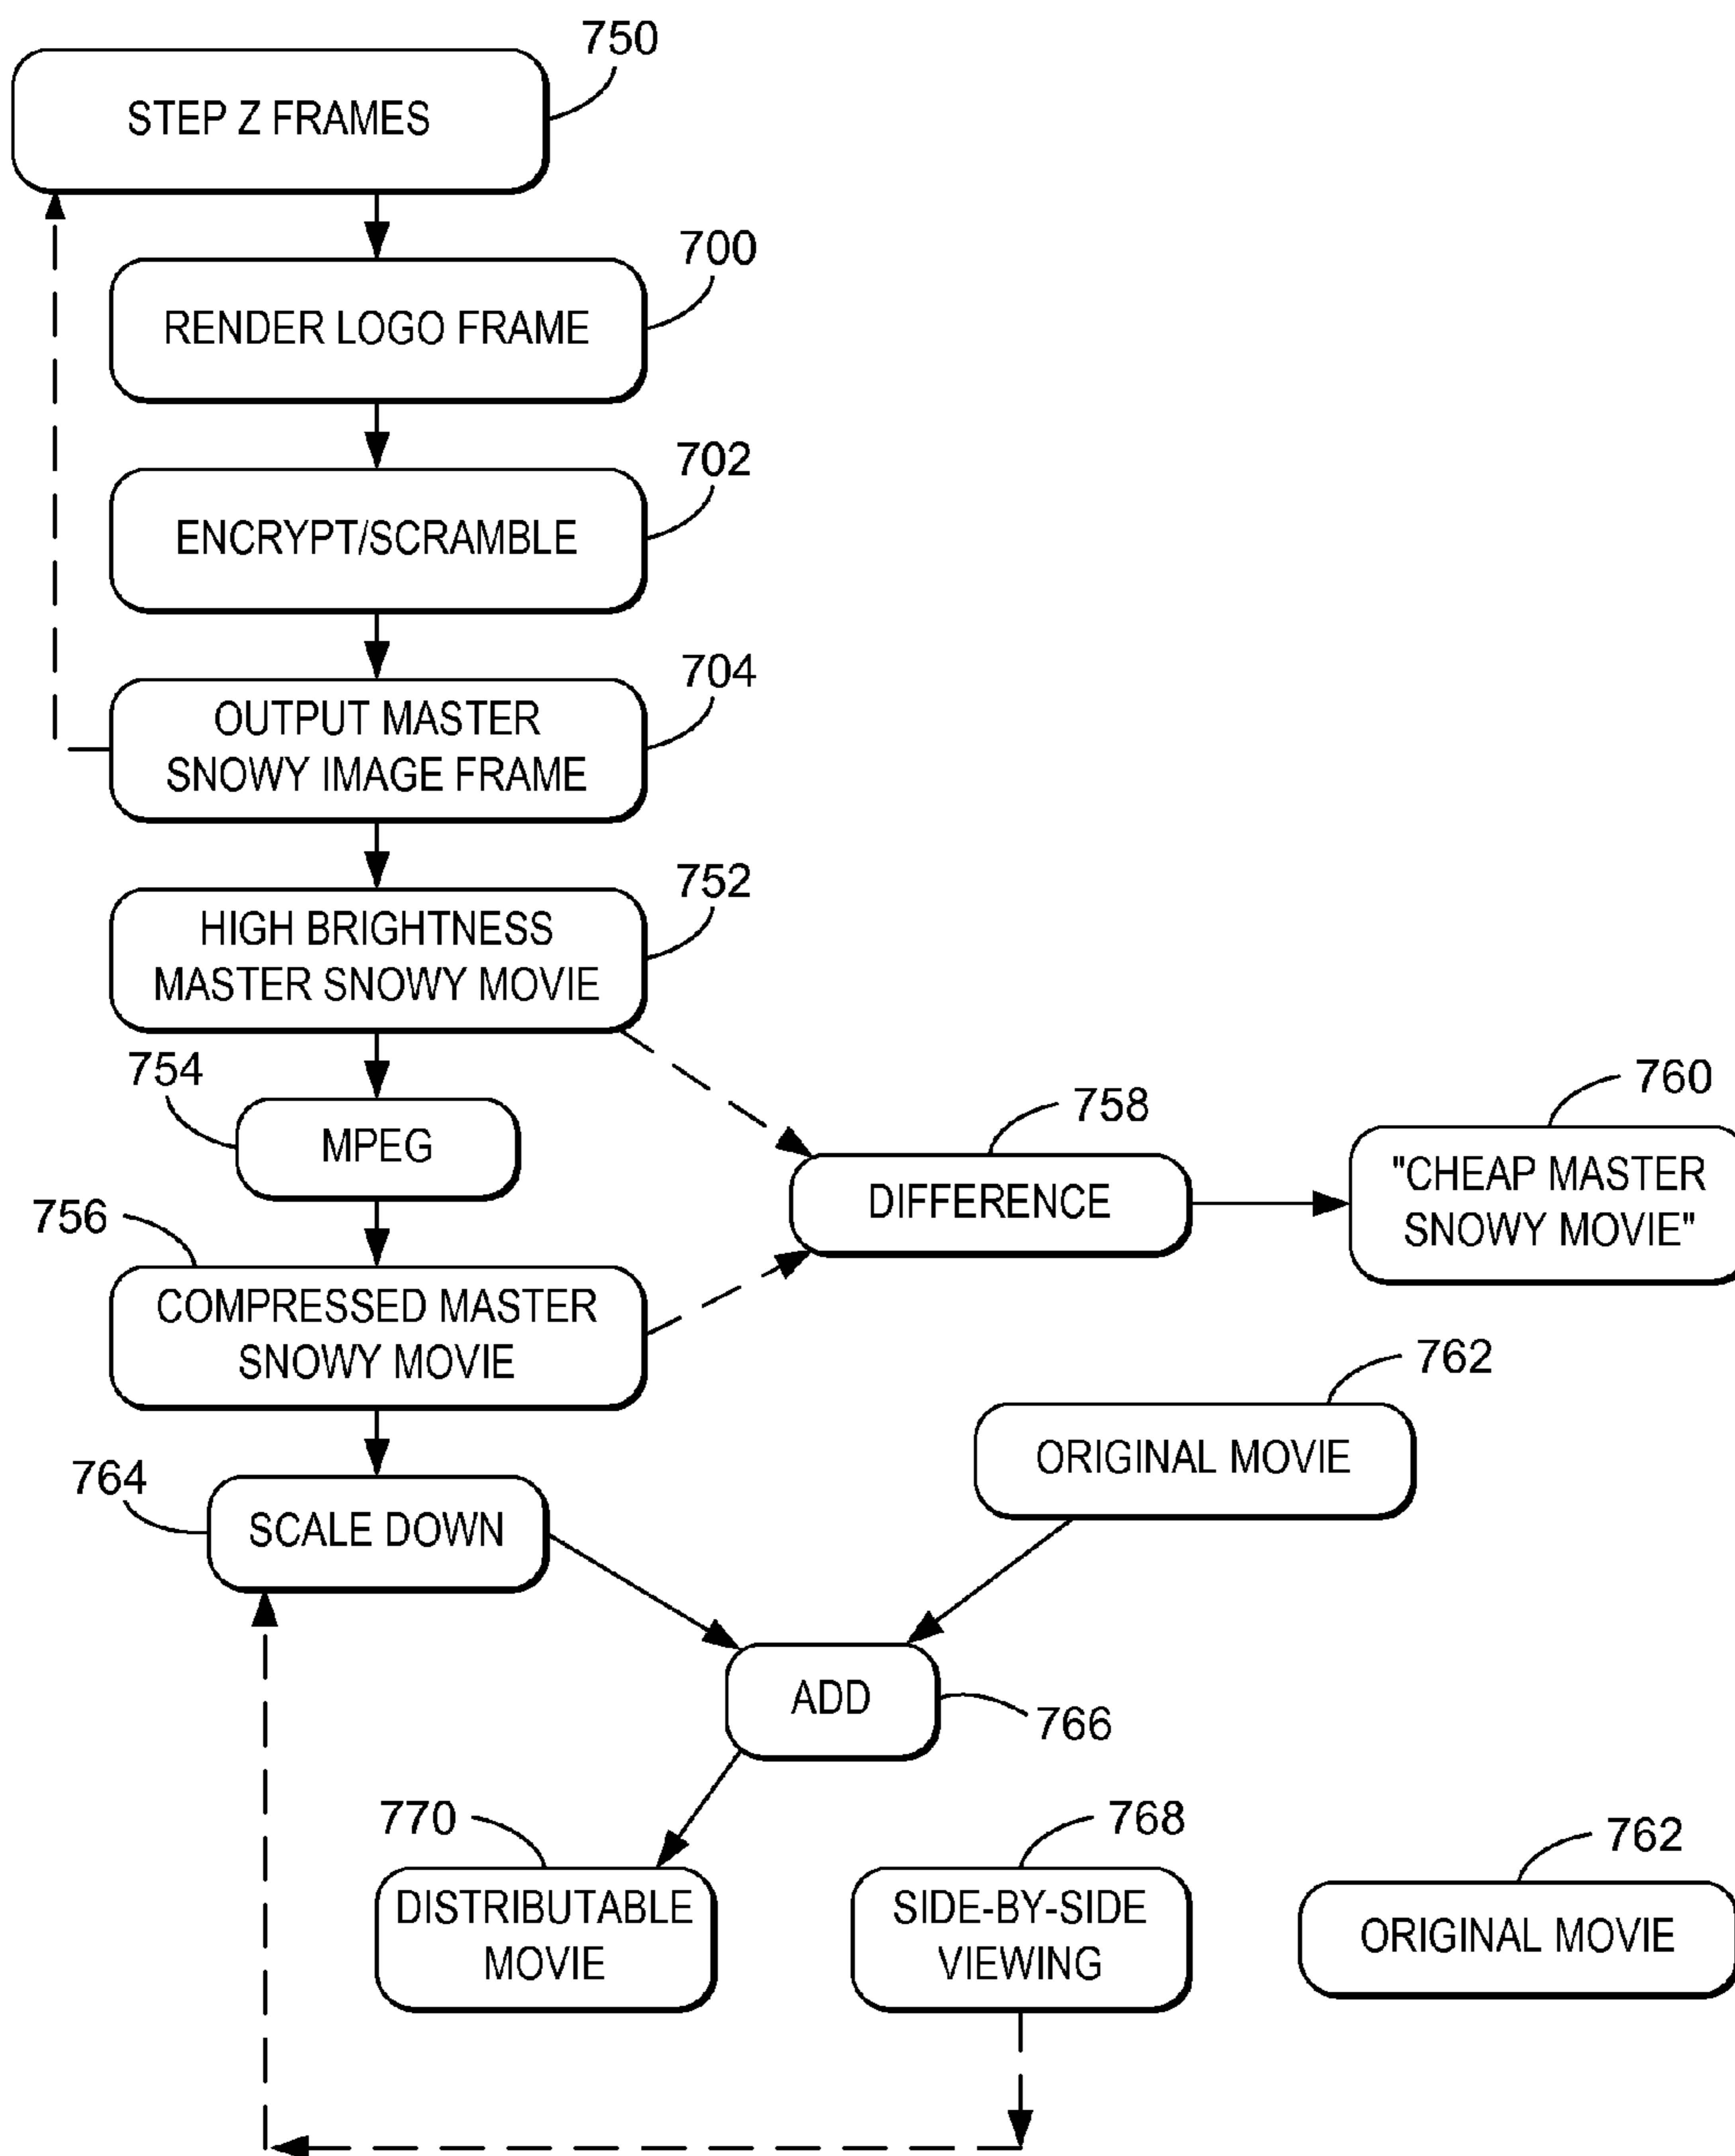 750
STEP Z FRAMES
700
RENDER LOGO FRAME
702
ENCRYPT/SCRAMBLE
704
OUTPUT MASTER
SNOWY IMAGE FRAME
752
HIGH BRIGHTNESS
MASTER SNOWY MOVIE
754
MPEG
758
DIFFERENCE
760
"CHEAP MASTER
SNOWY MOVIE"
756
COMPRESSED MASTER
SNOWY MOVIE
762
ORIGINAL MOVIE
764
SCALE DOWN
ADD
766
770
DISTRIBUTABLE
MOVIE
768
SIDE-BY-SIDE
VIEWING
762
ORIGINAL MOVIE